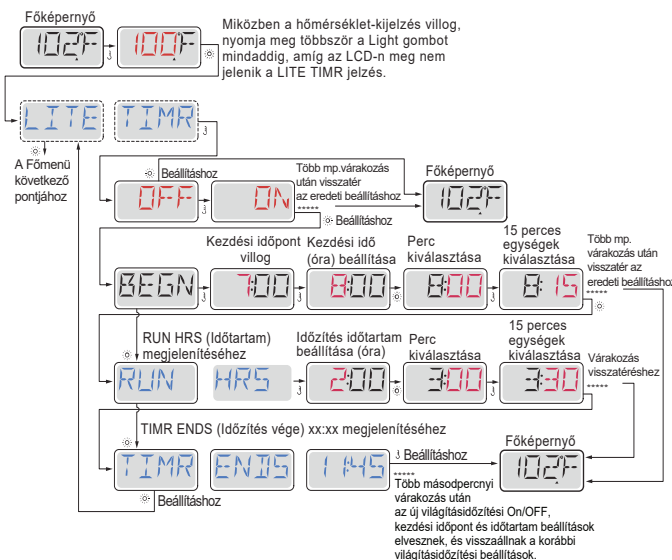 Főképernyő
102°F
100°F
Miközben a hőmérséklet-kijelzés villog,
nyomja meg többször a Light gombot
mindaddig, amíg az LCD-n meg nem
jelenik a LITE TIMR jelzés.
LITE TIMR
A Főmenü
következő
pontjához
Beállításhoz
OFF
ON
Több mp.várakozás
után visszatér
az eredeti beállításhoz
*****
Főképernyő
102°F
Beállításhoz
BEGN
Kezdési időpont
villog
7:00
Kezdési idő
(óra) beállítása
8:00
Perc
kiválasztása
8:00
15 perces
egységek
kiválasztása
8:15
Több mp.
várakozás után
visszatér az
eredeti beállításhoz
*****
RUN HRS (Időtartam)
megjelenítéséhez
RUN HRS
Időzítés időtartam
beállítása (óra)
2:00
Perc
kiválasztása
3:00
15 perces
egységek
kiválasztása
3:30
Várakozás
visszatéréshez
*****
TIMR ENDS (Időzítés vége) xx:xx megjelenítéséhez
TIMR ENDS 11:45
Beállításhoz
Beállításhoz
Főképernyő
102°F
*****
Több másodpercnyi
várakozás után
az új világításidőzítési On/OFF,
kezdési időpont és időtartam beállítások
elvesznek, és visszaállnak a korábbi
világításidőzítési beállítások.